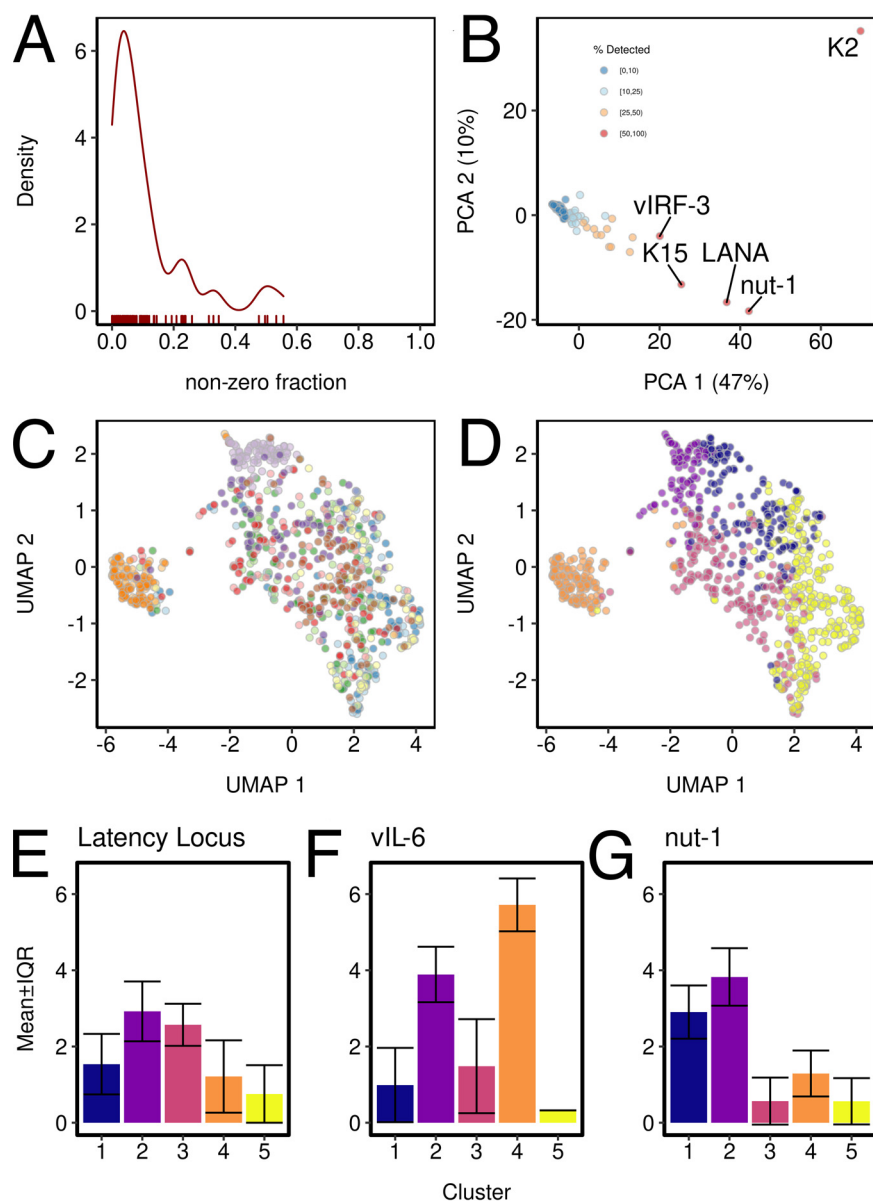 A
Density
6
4
2
0
0.0 0.2 0.4 0.6 0.8 1.0
non-zero fraction
B
PCA 2 (10%)
20
0
-20
% Detected
[0,10)
[10,25)
[25,50)
[50,100)
K2
vIRF-3
K15 LANA
nut-1
0 20 40 60
PCA 1 (47%)
C
UMAP 2
2
1
0
-1
-2
-6 -4 -2 0 2 4
UMAP 1
D
UMAP 2
2
1
0
-1
-2
-6 -4 -2 0 2 4
UMAP 1
E Latency Locus
Mean±IQR
6
4
2
0
1 2 3 4 5
F vIL-6
6
4
2
0
1 2 3 4 5
Cluster
G nut-1
6
4
2
0
1 2 3 4 5